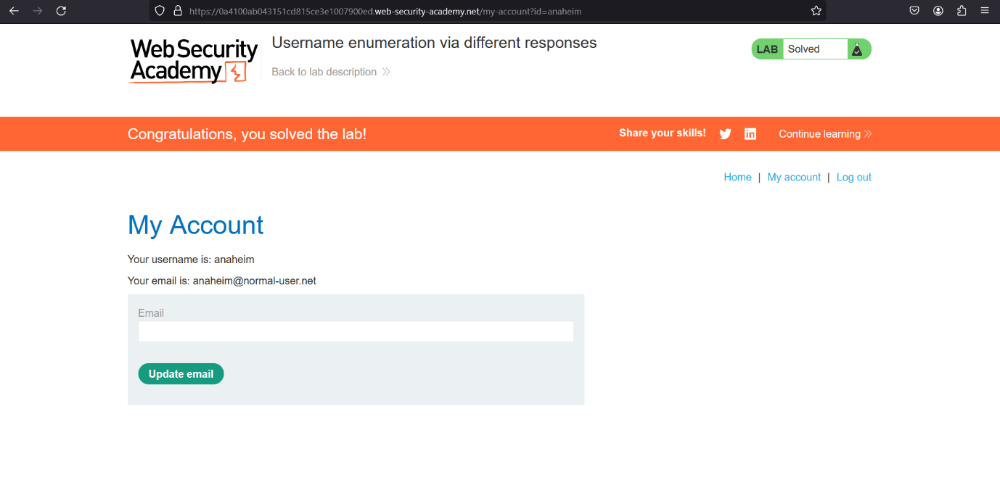 https://0a4100ab043151cd815ce3e1007900ed.web-security-academy.net/my-account?id=anaheim
Web Security
Academy
Username enumeration via different responses
Back to lab description
LAB Solved
Congratulations, you solved the lab!
Share your skills!
Continue learning
Home | My account | Log out
My Account
Your username is: anaheim
Your email is: anaheim@normal-user.net
Email
Update email